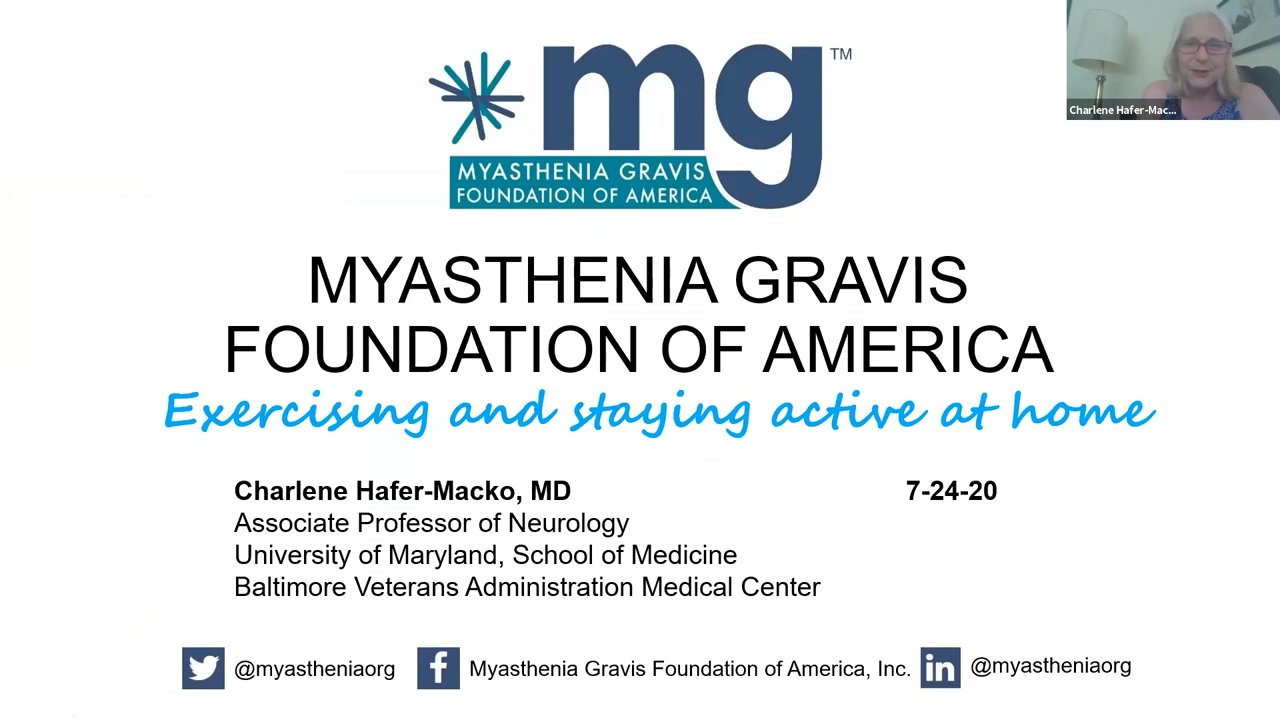 mg™
MYASTHENIA GRAVIS
FOUNDATION OF AMERICA
Charlene Hafer-Mac...
MYASTHENIA GRAVIS
FOUNDATION OF AMERICA
Exercising and staying active at home
Charlene Hafer-Macko, MD 7-24-20
Associate Professor of Neurology
University of Maryland, School of Medicine
Baltimore Veterans Administration Medical Center
@myastheniaorg Myasthenia Gravis Foundation of America, Inc. @myastheniaorg